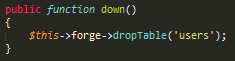 public function down()
{
    $this->forge->dropTable('users');
}